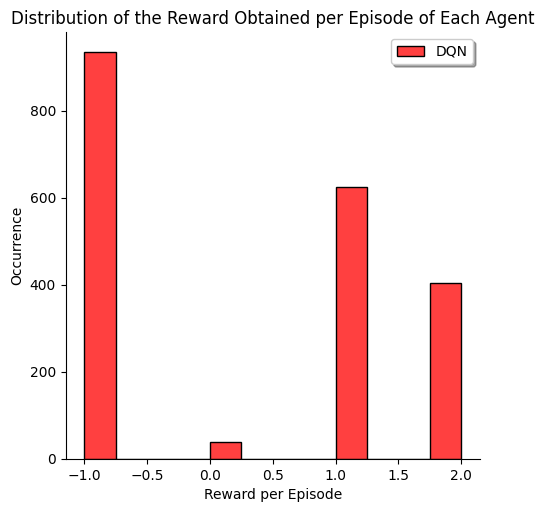 Distribution of the Reward Obtained per Episode of Each Agent
DQN
800
600
400
200
0
Occurrence
−1.0 −0.5 0.0 0.5 1.0 1.5 2.0
Reward per Episode